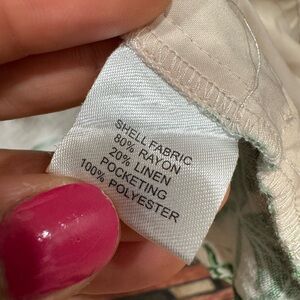 SHELL FABRIC
80% RAYON
20% LINEN
POCKETING
100% POLYESTER